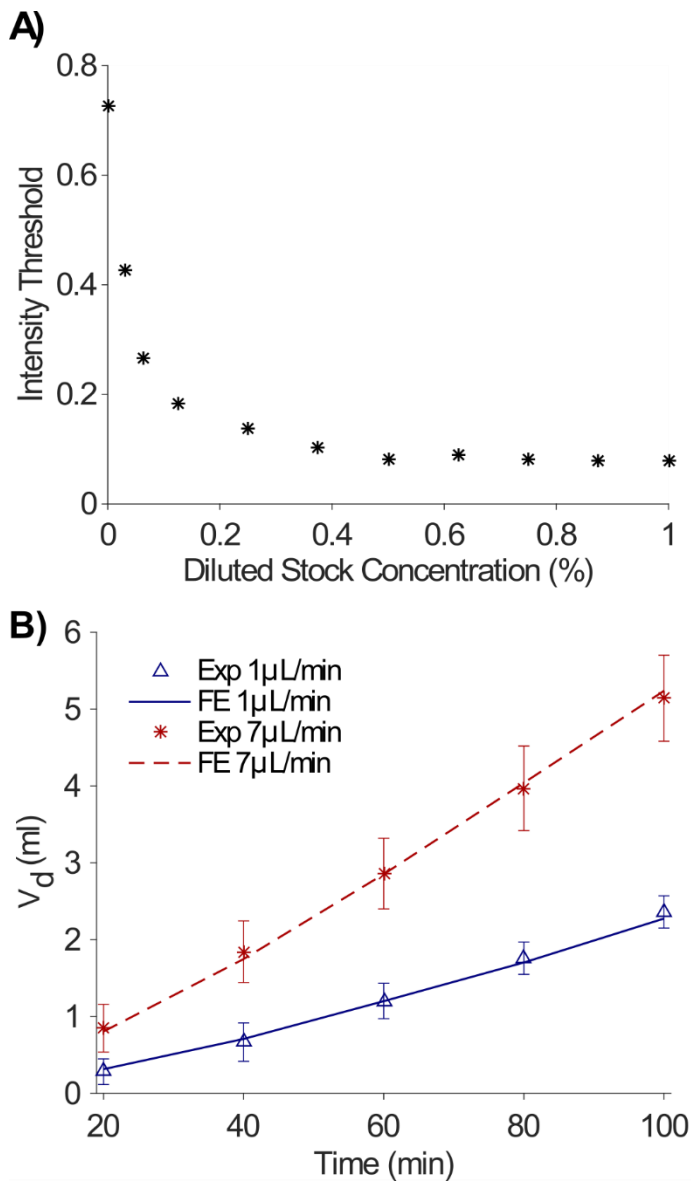 A)
0.8
0.6
0.4
0.2
0
Intensity Threshold
0 0.2 0.4 0.6 0.8 1
Diluted Stock Concentration (%)
B)
6
5
4
3
2
1
0
V_d (ml)
Exp 1µL/min
FE 1µL/min
Exp 7µL/min
FE 7µL/min
20 40 60 80 100
Time (min)